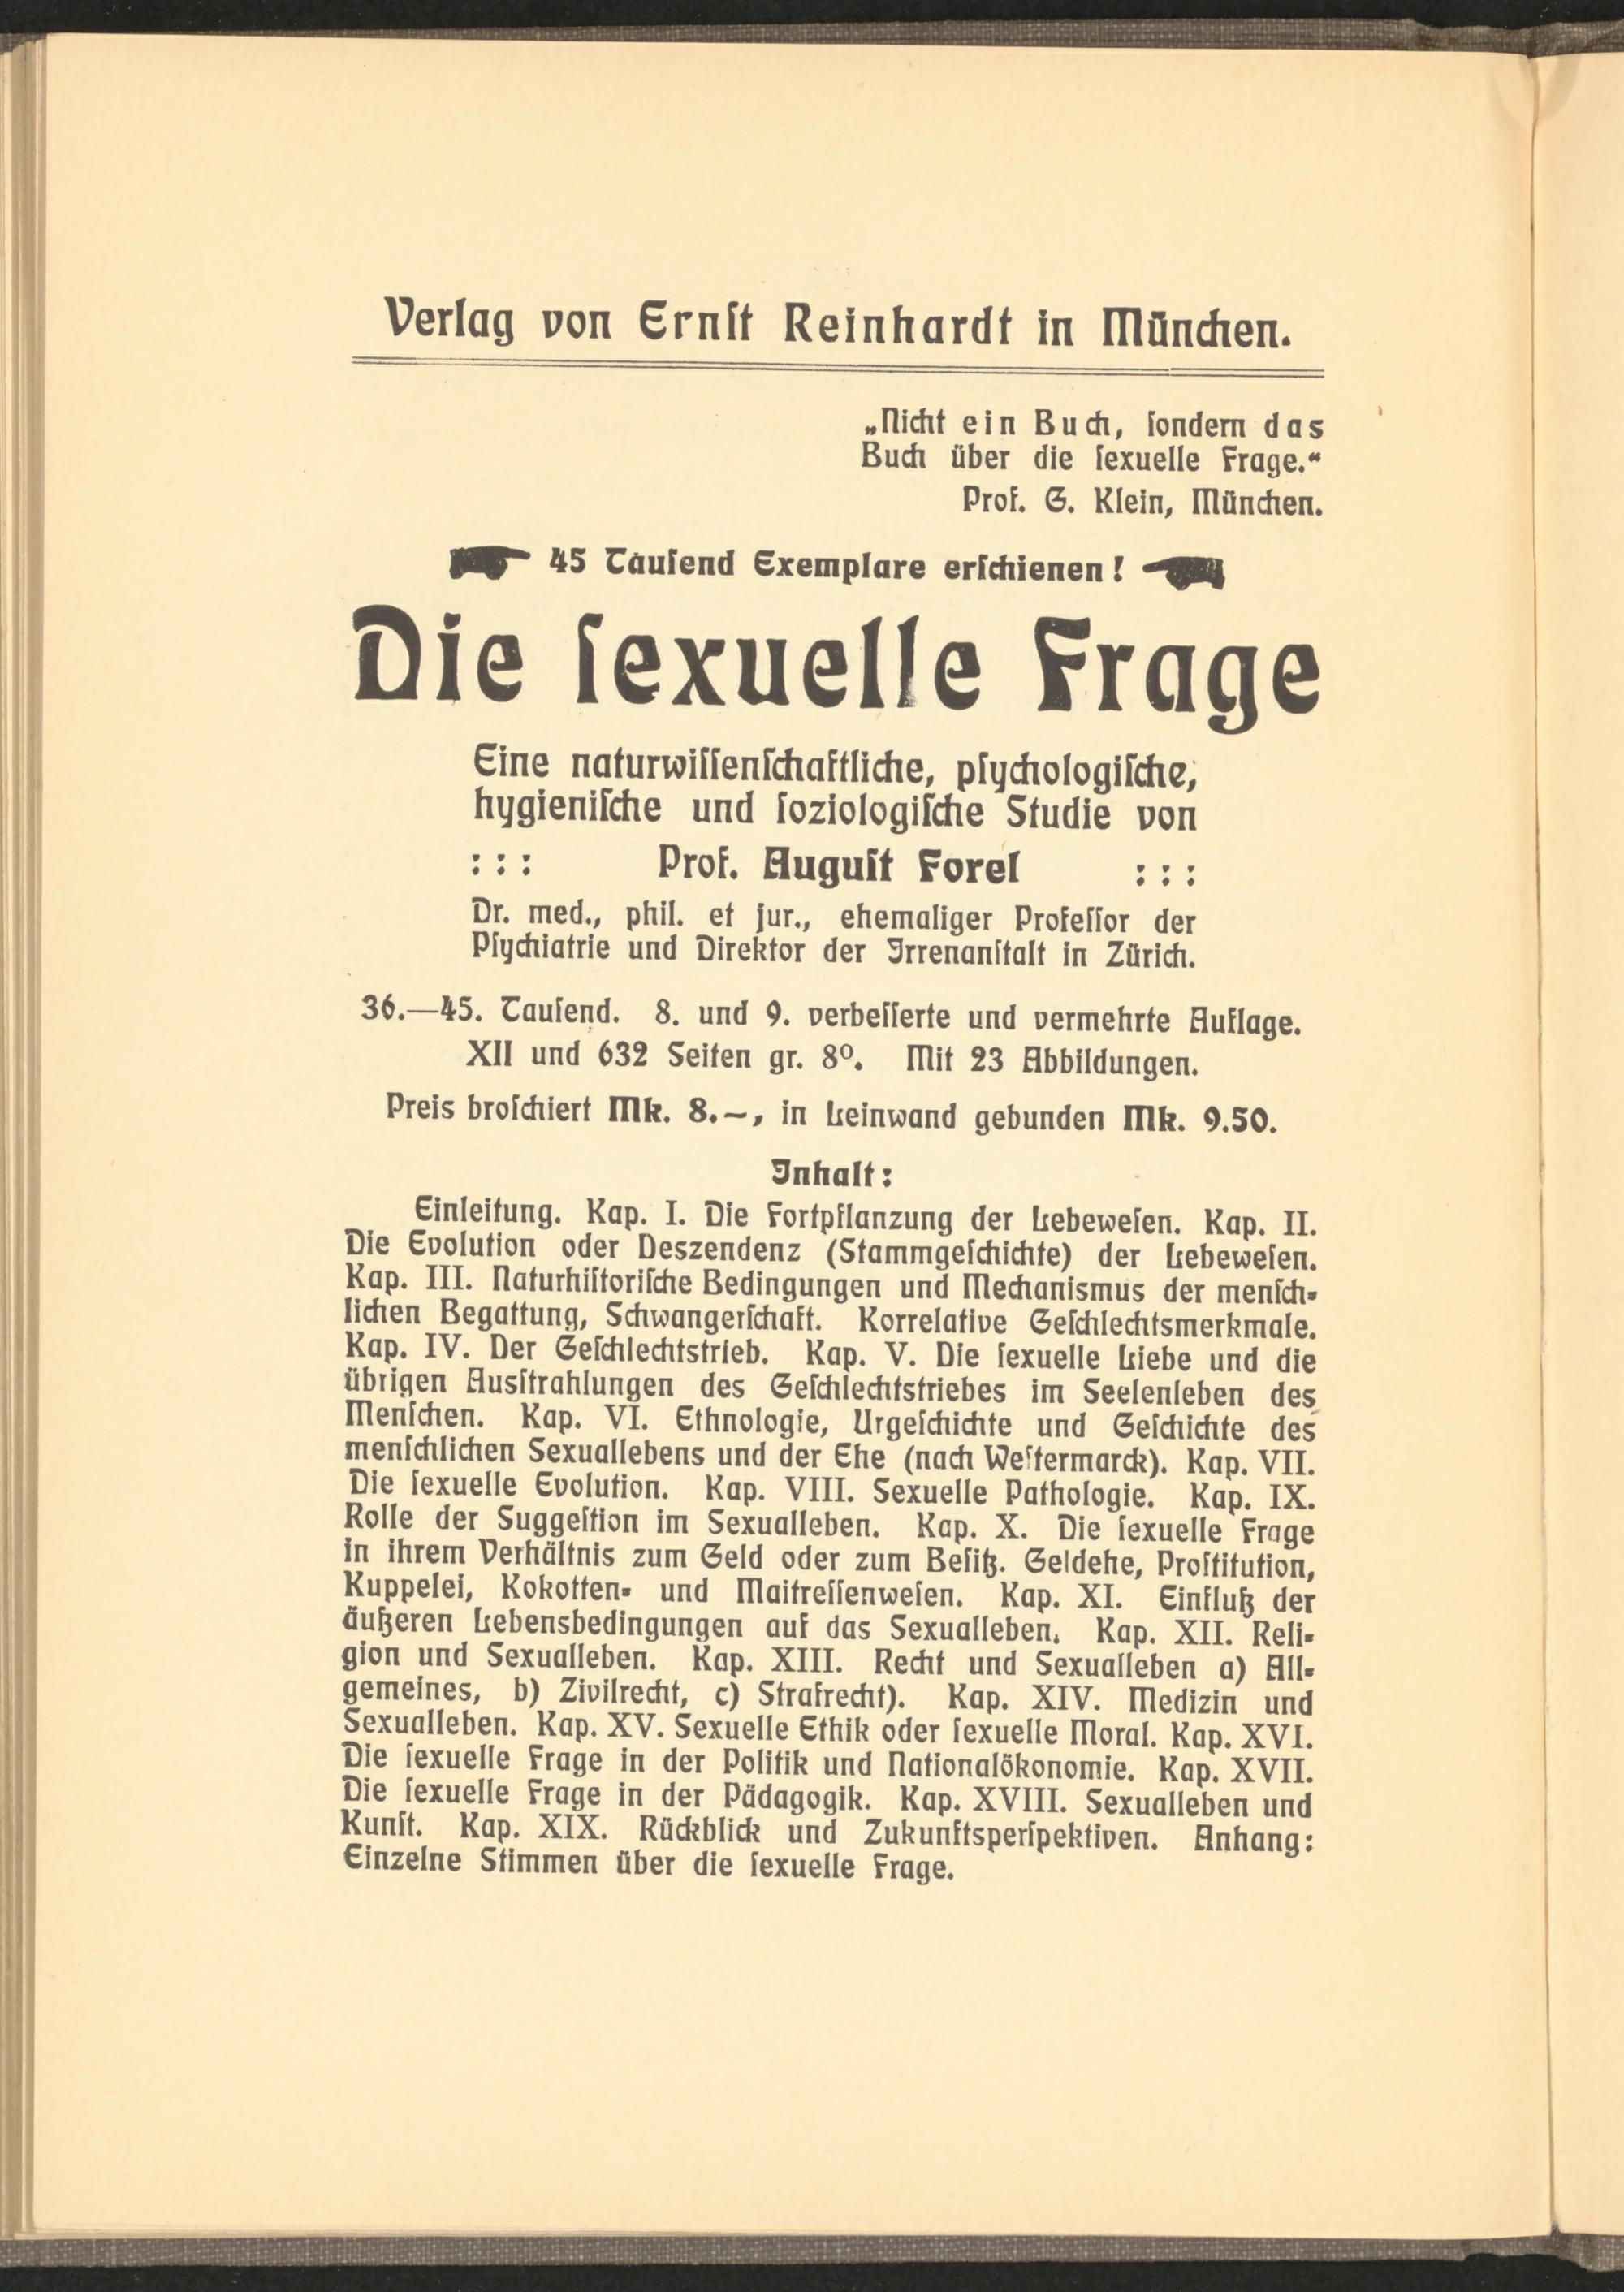 Verlag von Ernſt Reinhardt in München.
„Nicht ein Buch, ſondern das
Buch über die ſexuelle Frage.“
Prof. G. Klein, München.
45 Tauſend Exemplare erſchienen!
Die ſexuelle Frage
Eine naturwiſſenſchaftliche, pſychologiſche,
hygieniſche und ſoziologiſche Studie von
::: Prof. Auguſt Forel :::
Dr. med., phil. et jur., ehemaliger Profeſſor der
Pſychiatrie und Direktor der Irrenanſtalt in Zürich.
36.—45. Tauſend. 8. und 9. verbeſſerte und vermehrte Auflage.
XII und 632 Seiten gr. 8⁰. Mit 23 Abbildungen.
Preis broſchiert Mk. 8.–, in Leinwand gebunden Mk. 9.50.
Inhalt:
Einleitung. Kap. I. Die Fortpflanzung der Lebeweſen. Kap. II.
Die Evolution oder Deszendenz (Stammgeſchichte) der Lebeweſen.
Kap. III. Naturhiſtoriſche Bedingungen und Mechanismus der menſch-
lichen Begattung, Schwangerſchaft. Korrelative Geſchlechtsmerkmale.
Kap. IV. Der Geſchlechtstrieb. Kap. V. Die ſexuelle Liebe und die
übrigen Ausſtrahlungen des Geſchlechtstriebes im Seelenleben des
Menſchen. Kap. VI. Ethnologie, Urgeſchichte und Geſchichte des
menſchlichen Sexuallebens und der Ehe (nach Weſtermarck). Kap. VII.
Die ſexuelle Evolution. Kap. VIII. Sexuelle Pathologie. Kap. IX.
Rolle der Suggeſtion im Sexualleben. Kap. X. Die ſexuelle Frage
in ihrem Verhältnis zum Geld oder zum Beſitz. Geldehe, Proſtitution,
Kuppelei, Kokotten- und Maitreſſenweſen. Kap. XI. Einfluß der
äußeren Lebensbedingungen auf das Sexualleben. Kap. XII. Reli-
gion und Sexualleben. Kap. XIII. Recht und Sexualleben a) All-
gemeines, b) Zivilrecht, c) Strafrecht). Kap. XIV. Medizin und
Sexualleben. Kap. XV. Sexuelle Ethik oder ſexuelle Moral. Kap. XVI.
Die ſexuelle Frage in der Politik und Nationalökonomie. Kap. XVII.
Die ſexuelle Frage in der Pädagogik. Kap. XVIII. Sexualleben und
Kunſt. Kap. XIX. Rückblick und Zukunftsperſpektiven. Anhang:
Einzelne Stimmen über die ſexuelle Frage.